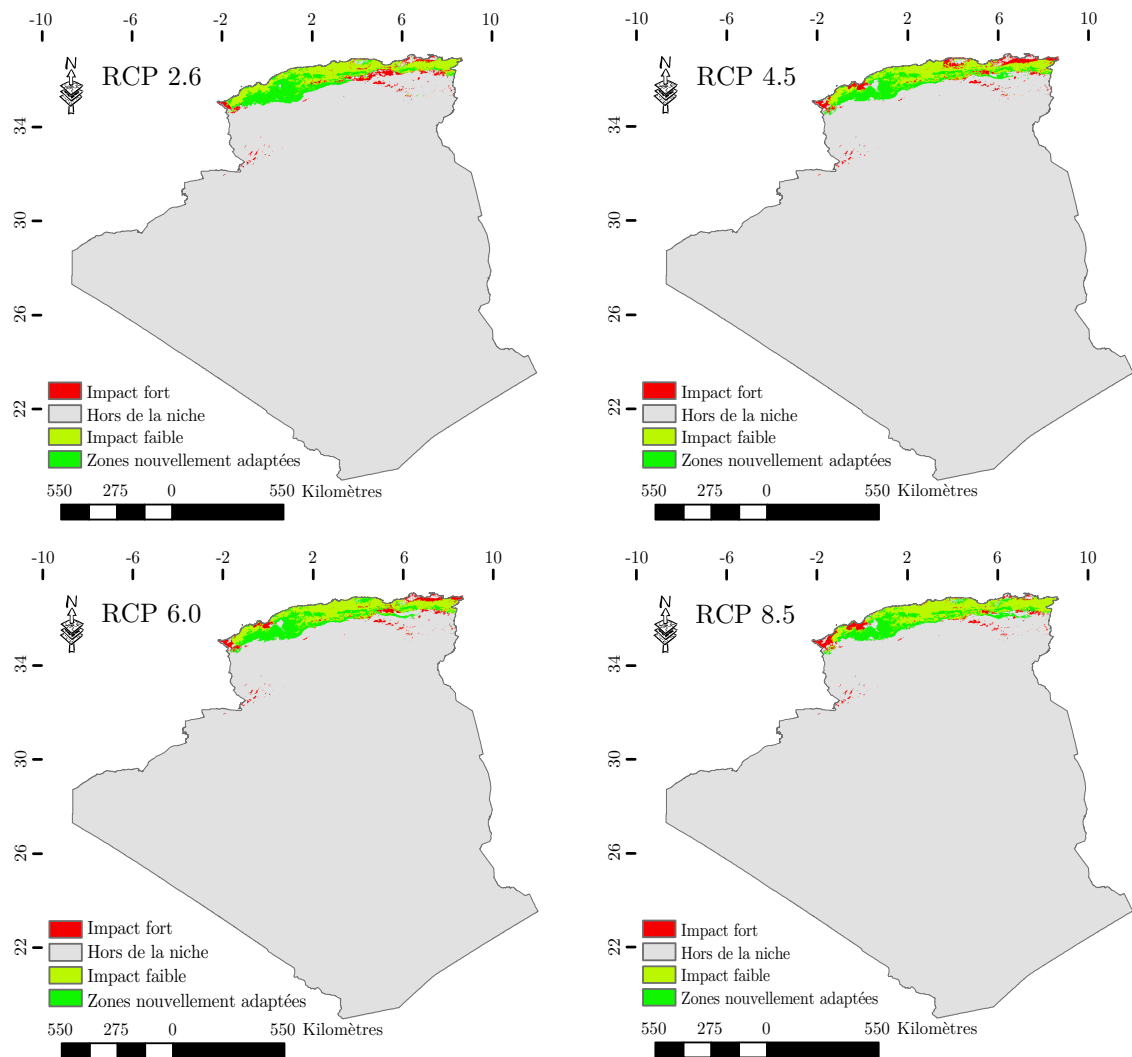 -10 -6 -2 2 6 10
N
RCP 2.6
34
30
26
22
Impact fort
Hors de la niche
Impact faible
Zones nouvellement adaptées
550 275 0 550 Kilomètres
-10 -6 -2 2 6 10
N
RCP 4.5
34
30
26
22
Impact fort
Hors de la niche
Impact faible
Zones nouvellement adaptées
550 275 0 550 Kilomètres
-10 -6 -2 2 6 10
N
RCP 6.0
34
30
26
22
Impact fort
Hors de la niche
Impact faible
Zones nouvellement adaptées
550 275 0 550 Kilomètres
-10 -6 -2 2 6 10
N
RCP 8.5
34
30
26
22
Impact fort
Hors de la niche
Impact faible
Zones nouvellement adaptées
550 275 0 550 Kilomètres